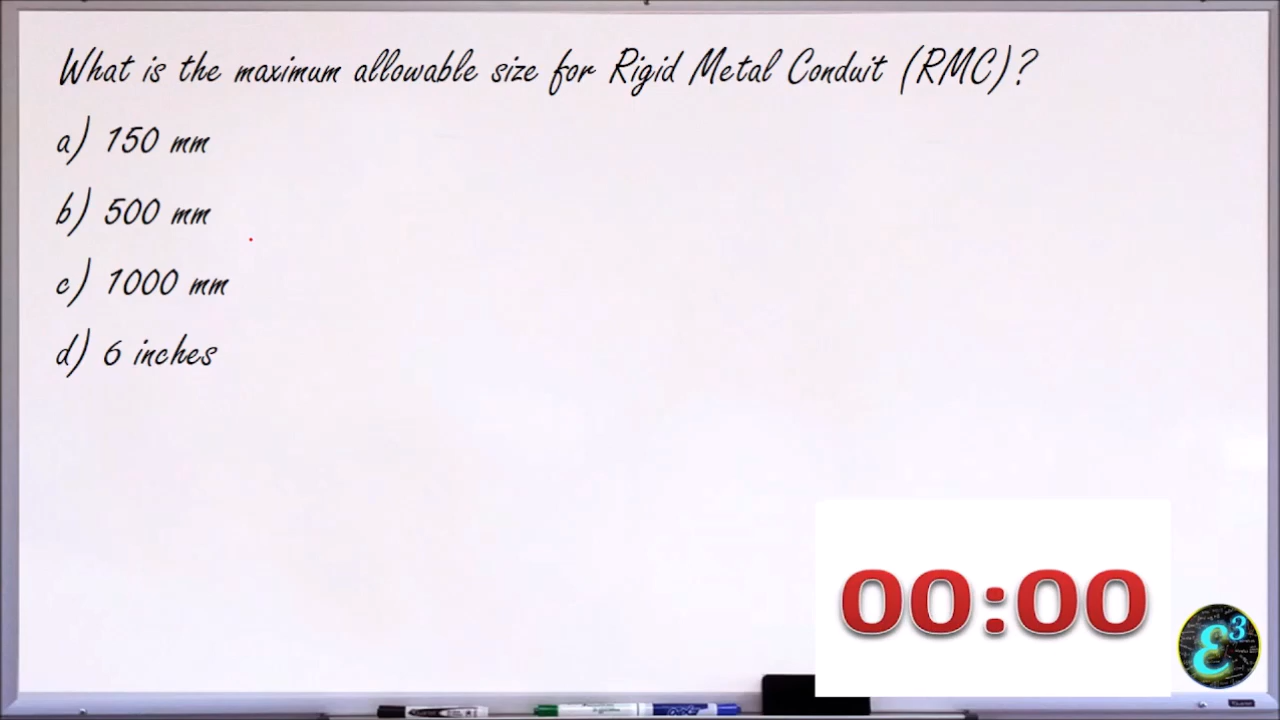 What is the maximum allowable size for Rigid Metal Conduit (RMC)?
a) 150 mm
b) 500 mm
c) 1000 mm
d) 6 inches
00:00
ε3